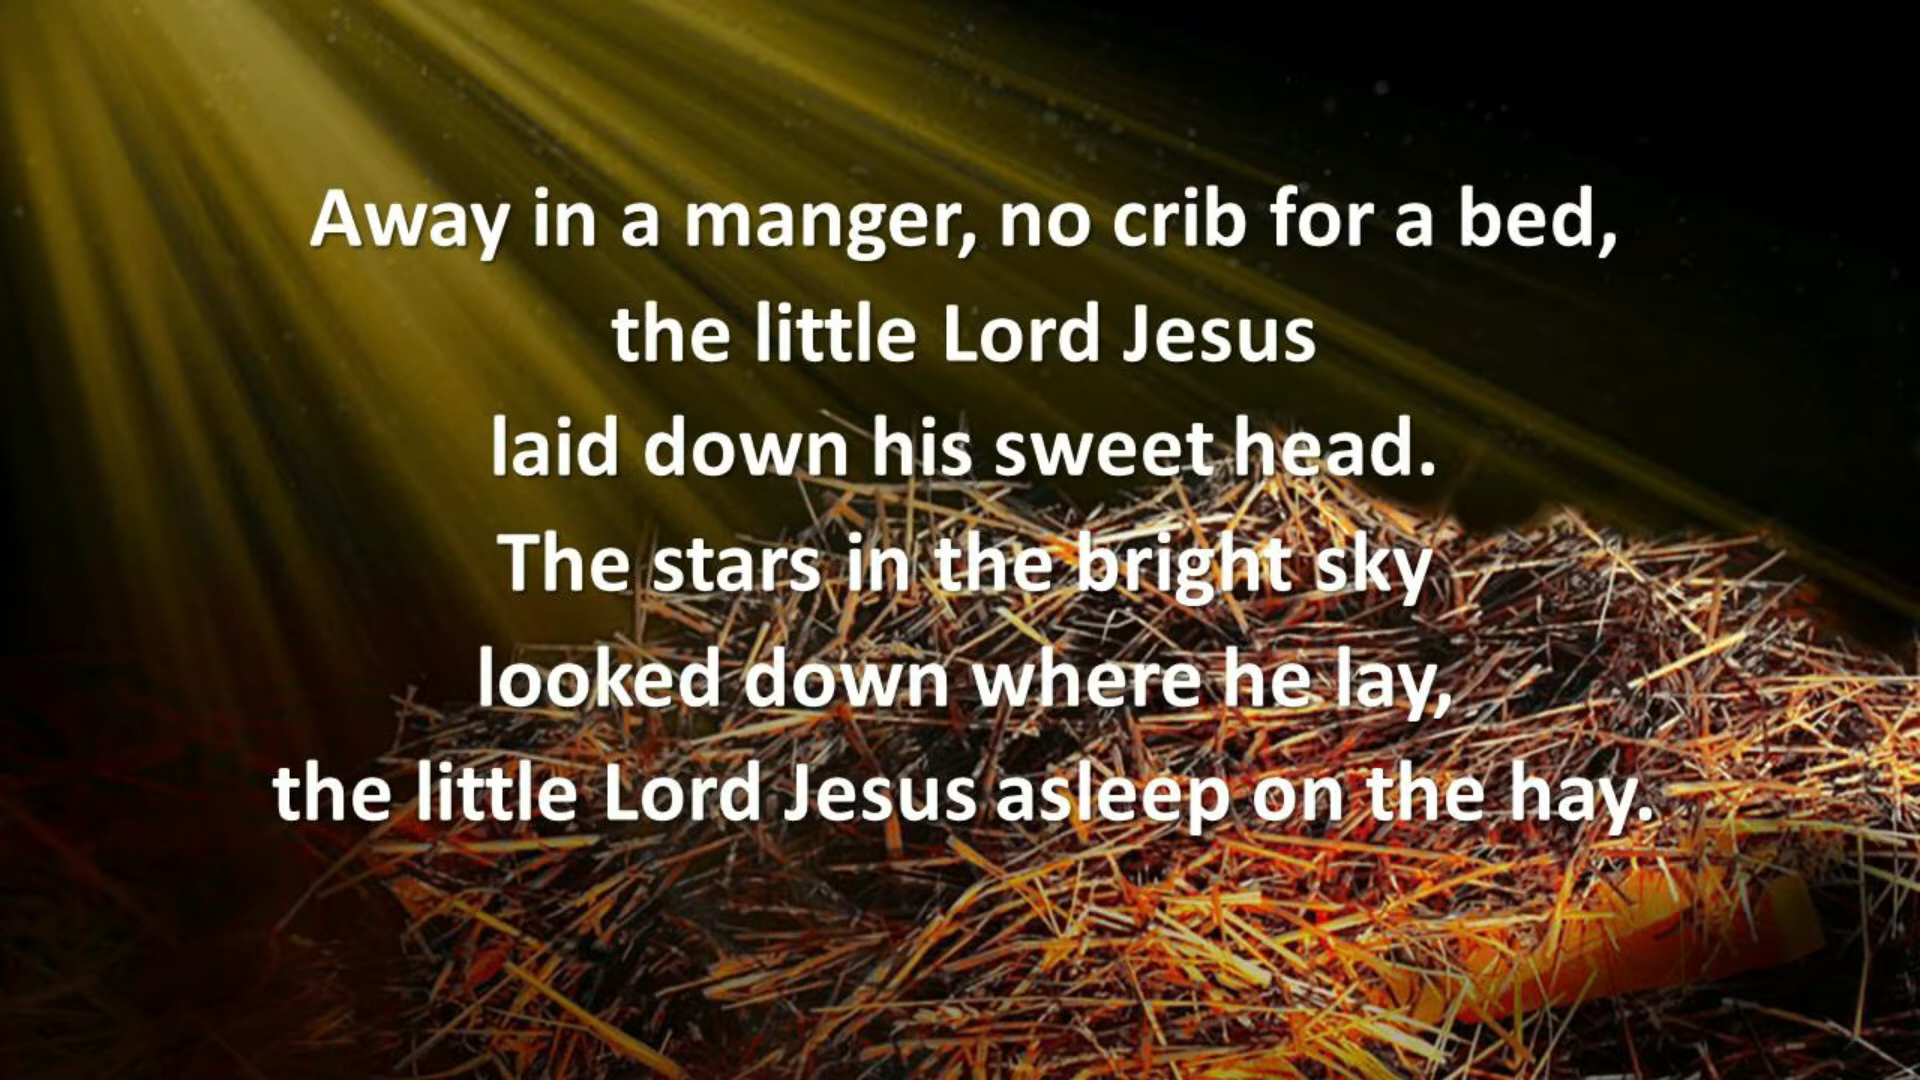 Away in a manger, no crib for a bed,
the little Lord Jesus
laid down his sweet head.
The stars in the bright sky
looked down where he lay,
the little Lord Jesus asleep on the hay.